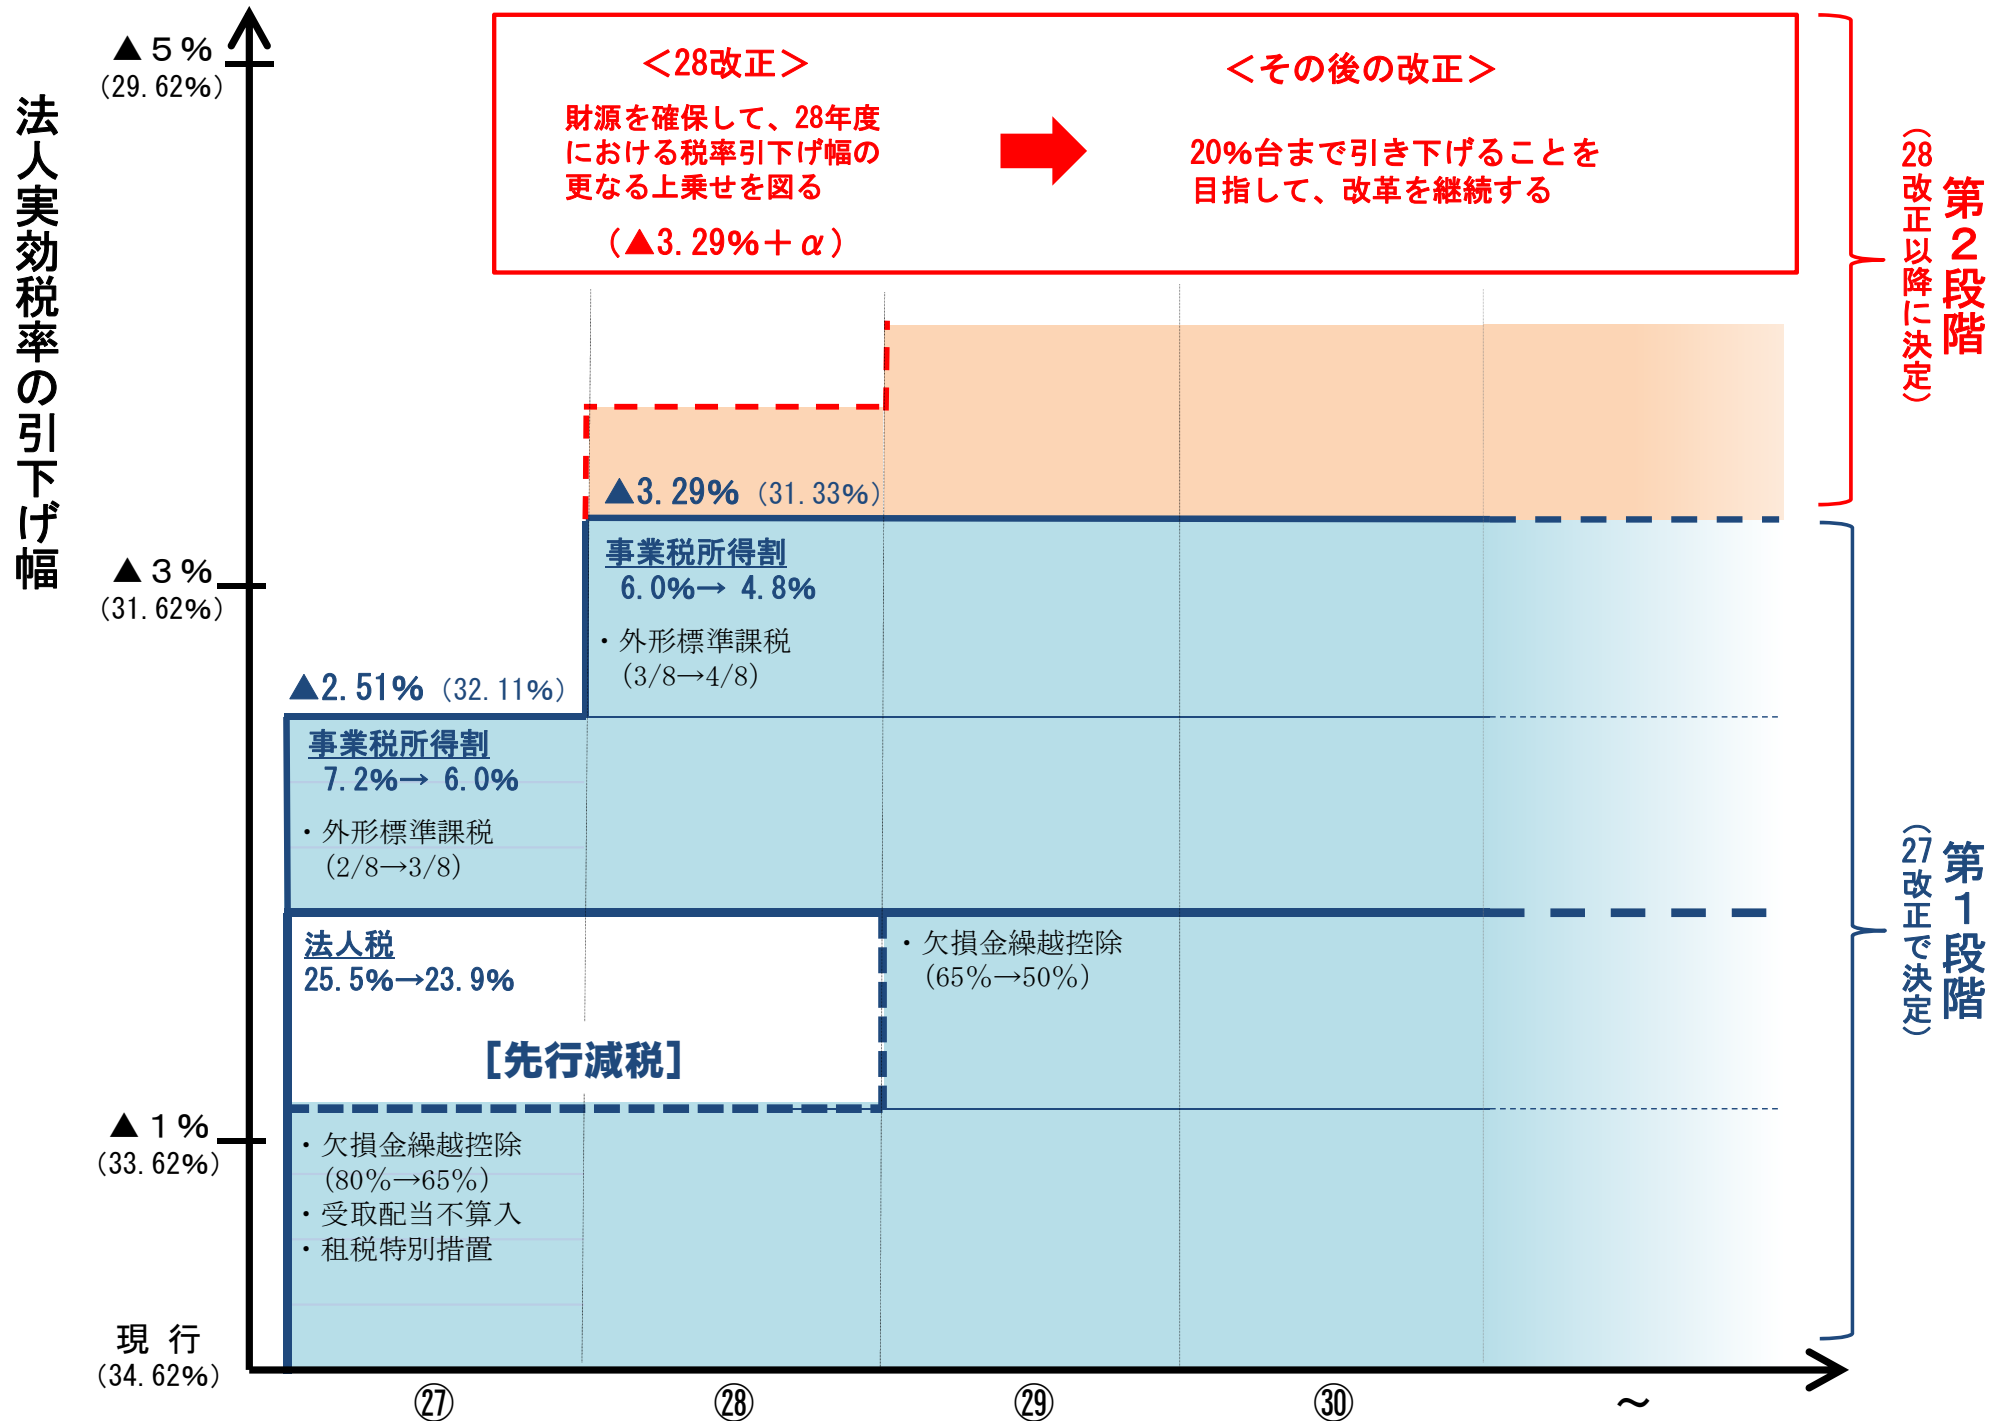 法人実効税率の引下げ幅
▲５％
(29.62%)
▲３％
(31.62%)
▲１％
(33.62%)
現 行
(34.62%)
＜28改正＞
財源を確保して、28年度
における税率引下げ幅の
更なる上乗せを図る
（▲3.29%＋α）
＜その後の改正＞
20%台まで引き下げることを
目指して、改革を継続する
第２段階
（28改正以降に決定）
▲3.29%（31.33%）
事業税所得割
6.0%→ 4.8%
・外形標準課税
（3/8→4/8）
▲2.51%（32.11%）
事業税所得割
7.2%→ 6.0%
・外形標準課税
（2/8→3/8）
法人税
25.5%→23.9%
[先行減税]
・欠損金繰越控除
（65%→50%）
・欠損金繰越控除
（80%→65%）
・受取配当不算入
・租税特別措置
第１段階
（27改正で決定）
㉗ ㉘ ㉙ ㉚ ～